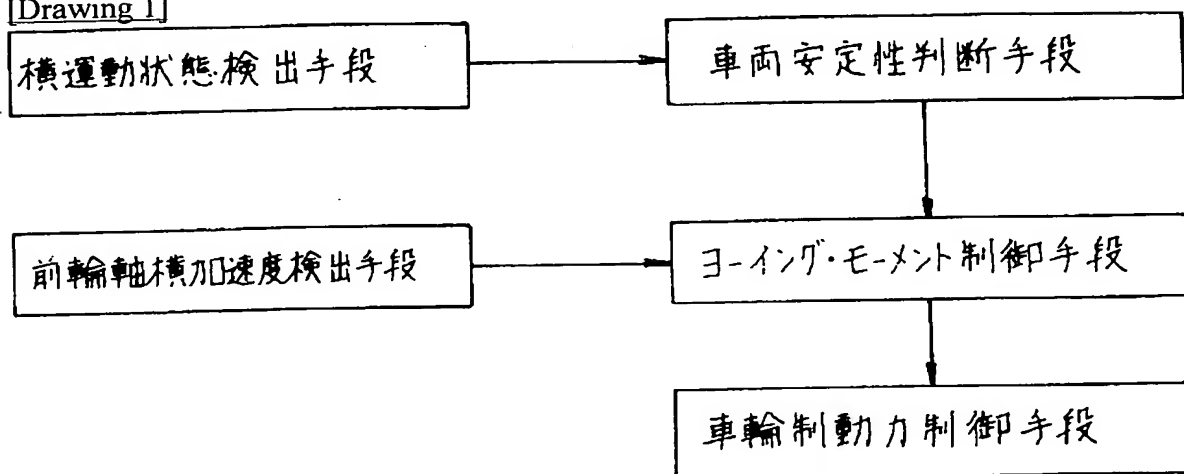 [Drawing 1]
横運動状態検出手段
車両安定性判断手段
前輪軸横加速度検出手段
ヨーイング・モーメント制御手段
車輪制動力制御手段